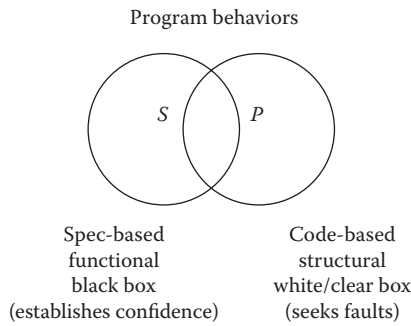 Program behaviors
S
P
Spec-based
functional
black box
(establishes confidence)
Code-based
structural
white/clear box
(seeks faults)